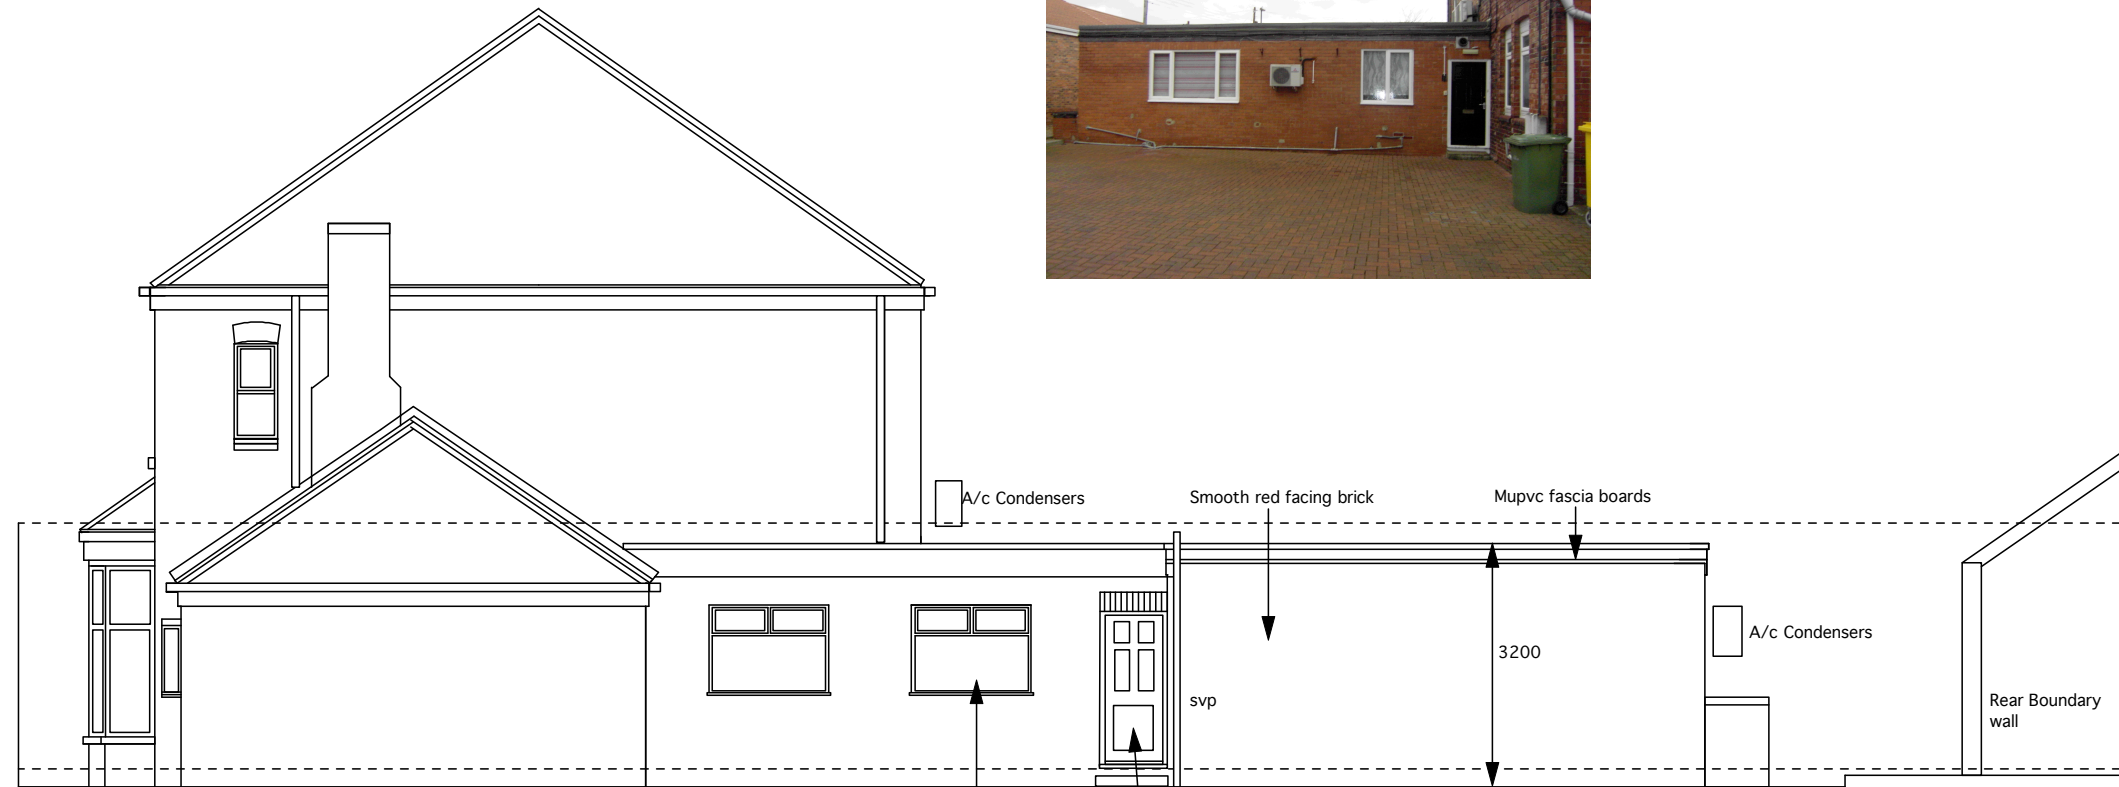 A/c Condensers
Smooth red facing brick
Mupvc fascia boards
A/c Condensers
3200
svp
Rear Boundary
wall